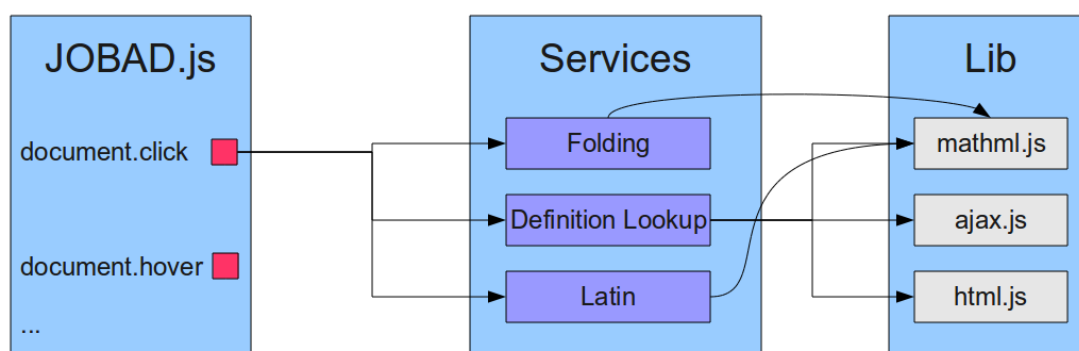 JOBAD.js
document.click
document.hover
...
Services
Folding
Definition Lookup
Latin
Lib
mathml.js
ajax.js
html.js